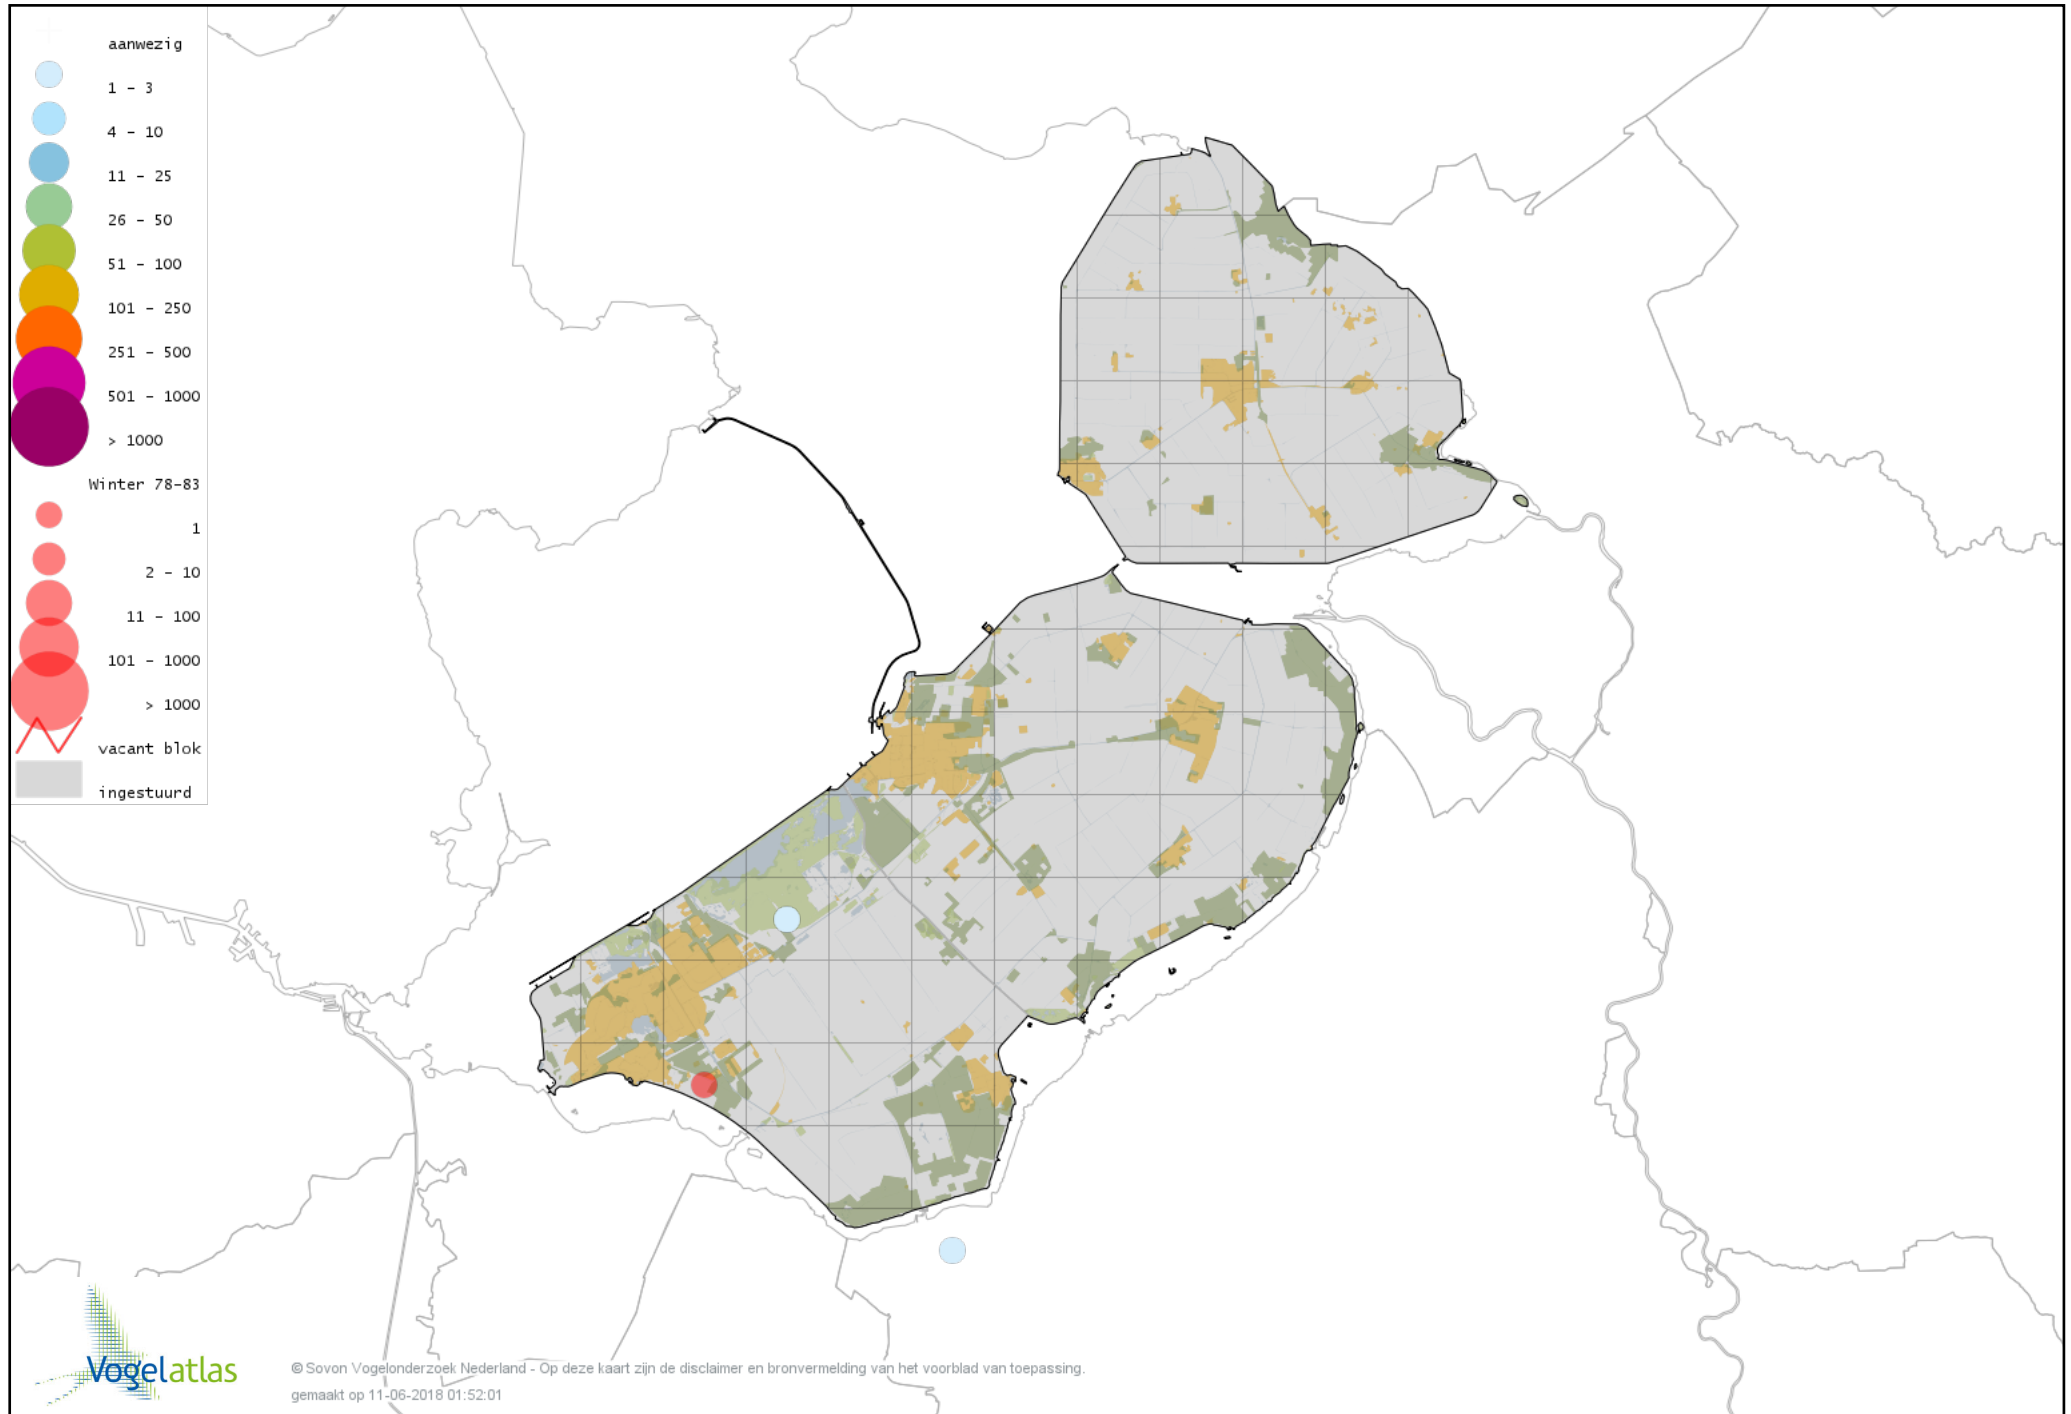 aanwezig
1 - 3
4 - 10
11 - 25
26 - 50
51 - 100
101 - 250
251 - 500
501 - 1000
> 1000
Winter 78-83
1
2 - 10
11 - 100
101 - 1000
> 1000
vacant blok
ingestuurd
Vogelatlas
© Sovon Vogelonderzoek Nederland - Op deze kaart zijn de disclaimer en bronvermelding van het voorblad van toepassing.
gemaakt op 11-06-2018 01:52:01